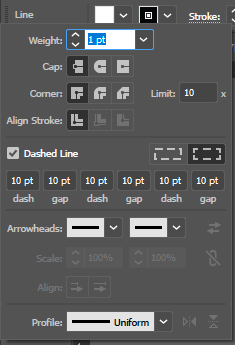 Line Stroke:
Weight: 1 pt
Cap:
Corner: Limit: 10 x
Align Stroke:
Dashed Line
10 pt 10 pt 10 pt 10 pt 10 pt 10 pt
dash gap dash gap dash gap
Arrowheads:
Scale: 100% 100%
Align:
Profile: Uniform